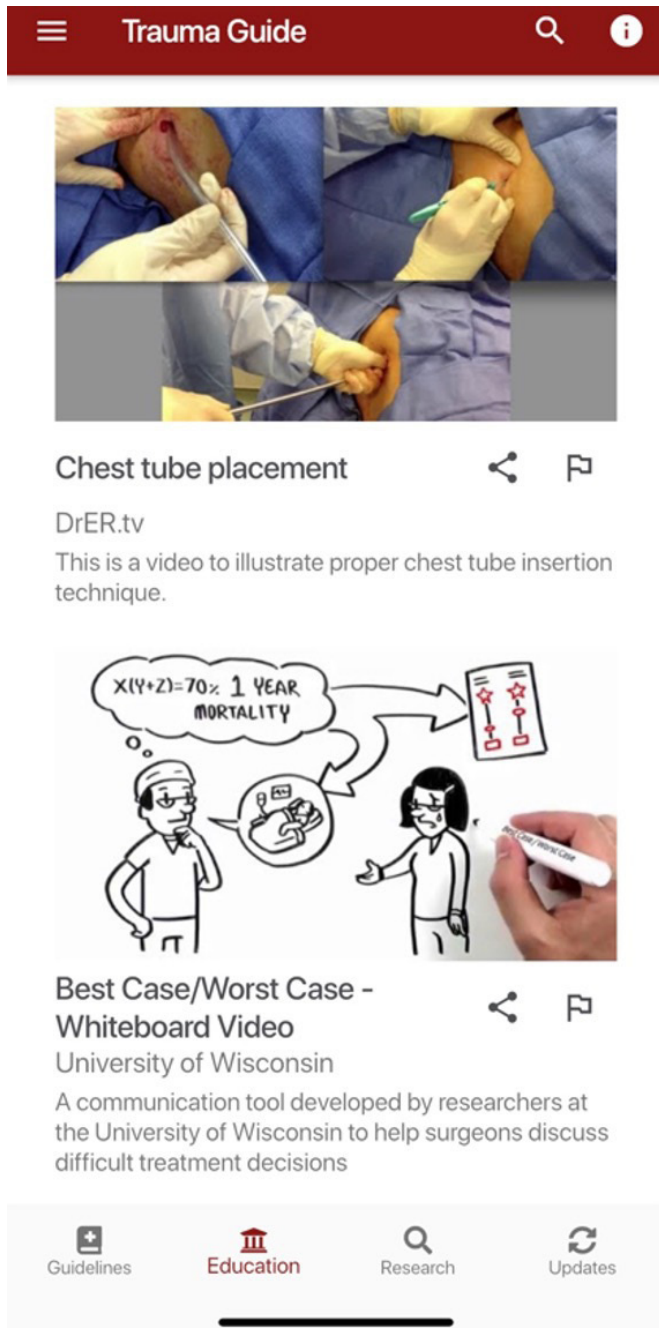 Trauma Guide
Chest tube placement
DrER.tv
This is a video to illustrate proper chest tube insertion
technique.
X(Y+Z)=70% 1 YEAR
MORTALITY
Best Case/Worst Case
Best Case/Worst Case -
Whiteboard Video
University of Wisconsin
A communication tool developed by researchers at
the University of Wisconsin to help surgeons discuss
difficult treatment decisions
Guidelines
Education
Research
Updates